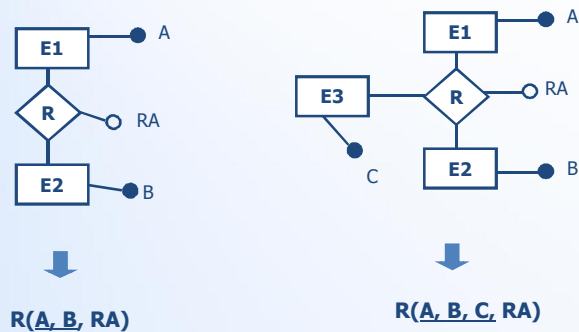 E1
A
R
RA
E2
B
R(A, B, RA)
E1
A
E3
R
RA
C
E2
B
R(A, B, C, RA)